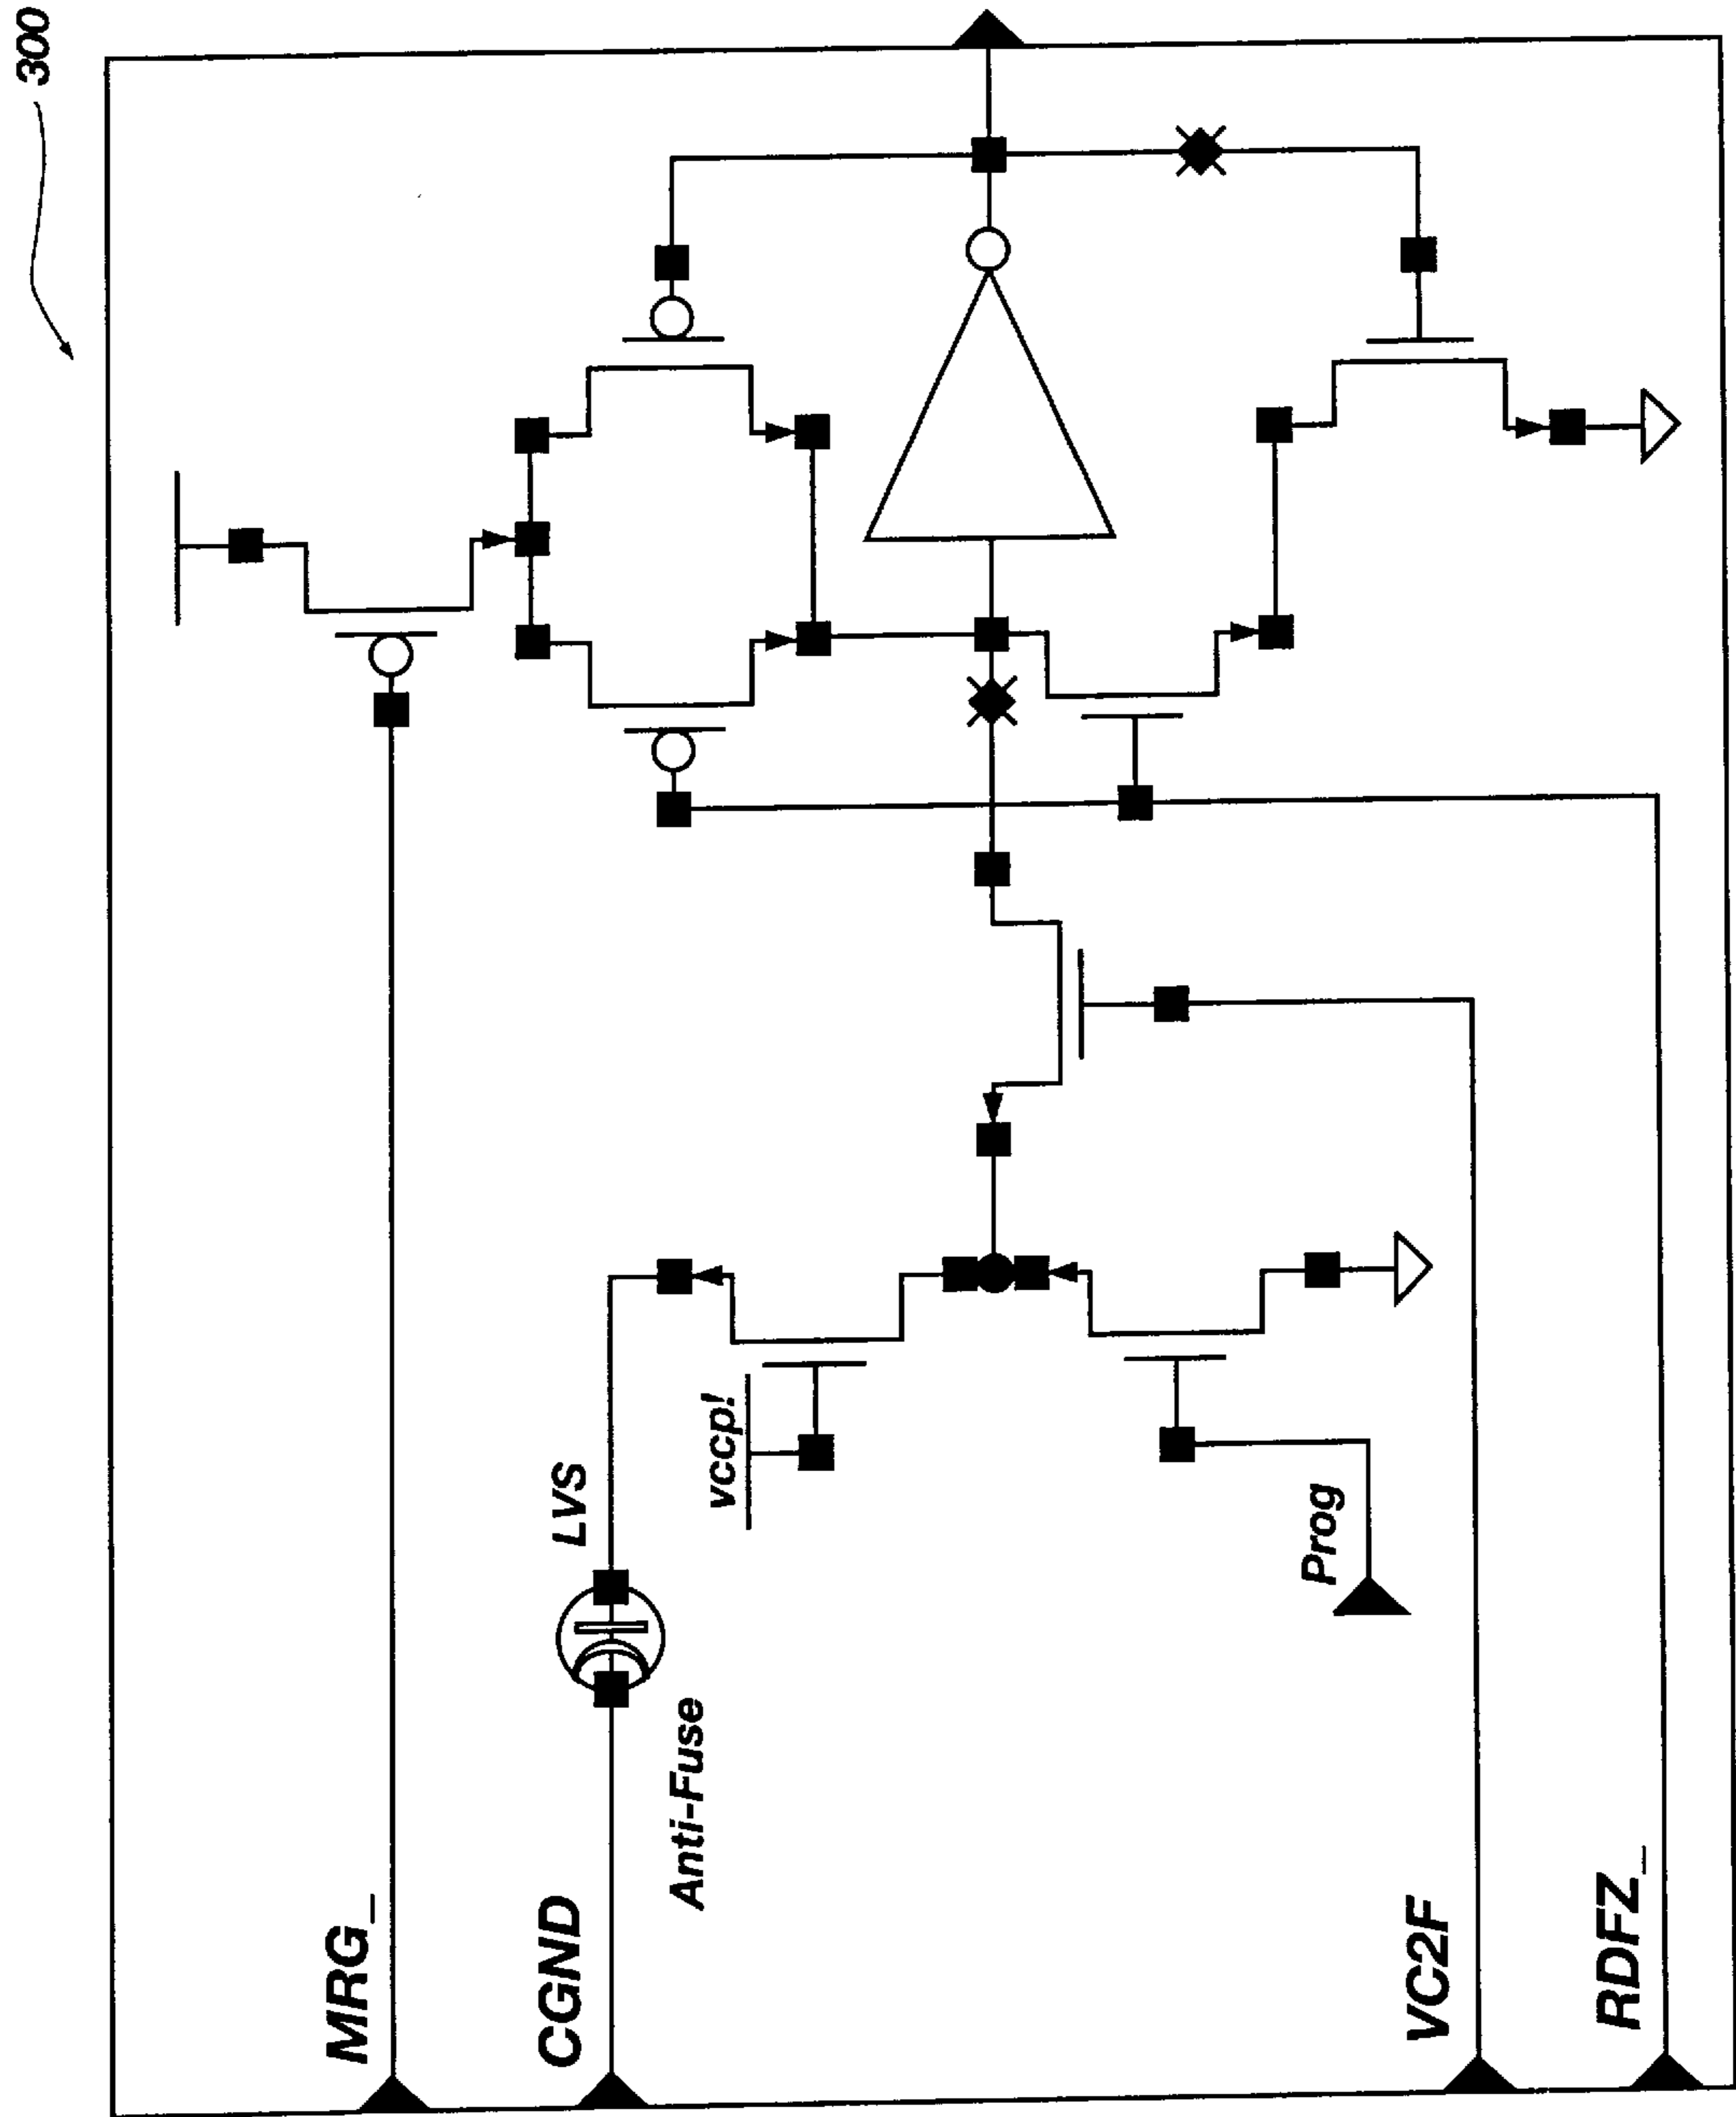 300
MRG_
CGND
Anti-Fuse
LVS
vccp!
Prog
VC2F
RDFZ_